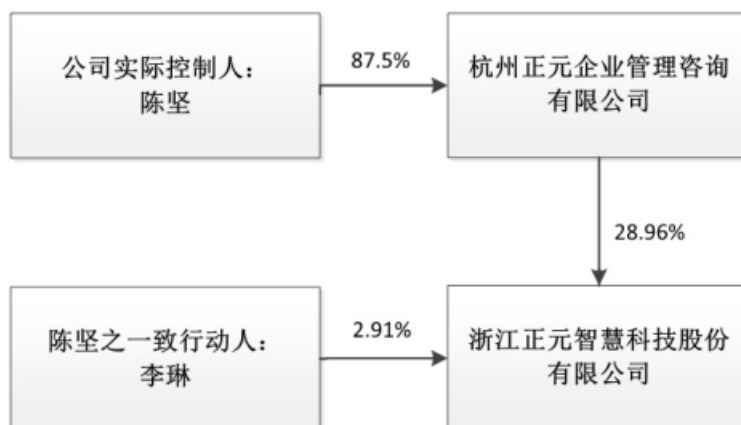 公司实际控制人：
陈坚
87.5%
杭州正元企业管理咨询
有限公司
28.96%
陈坚之一致行动人：
李琳
2.91%
浙江正元智慧科技股份
有限公司